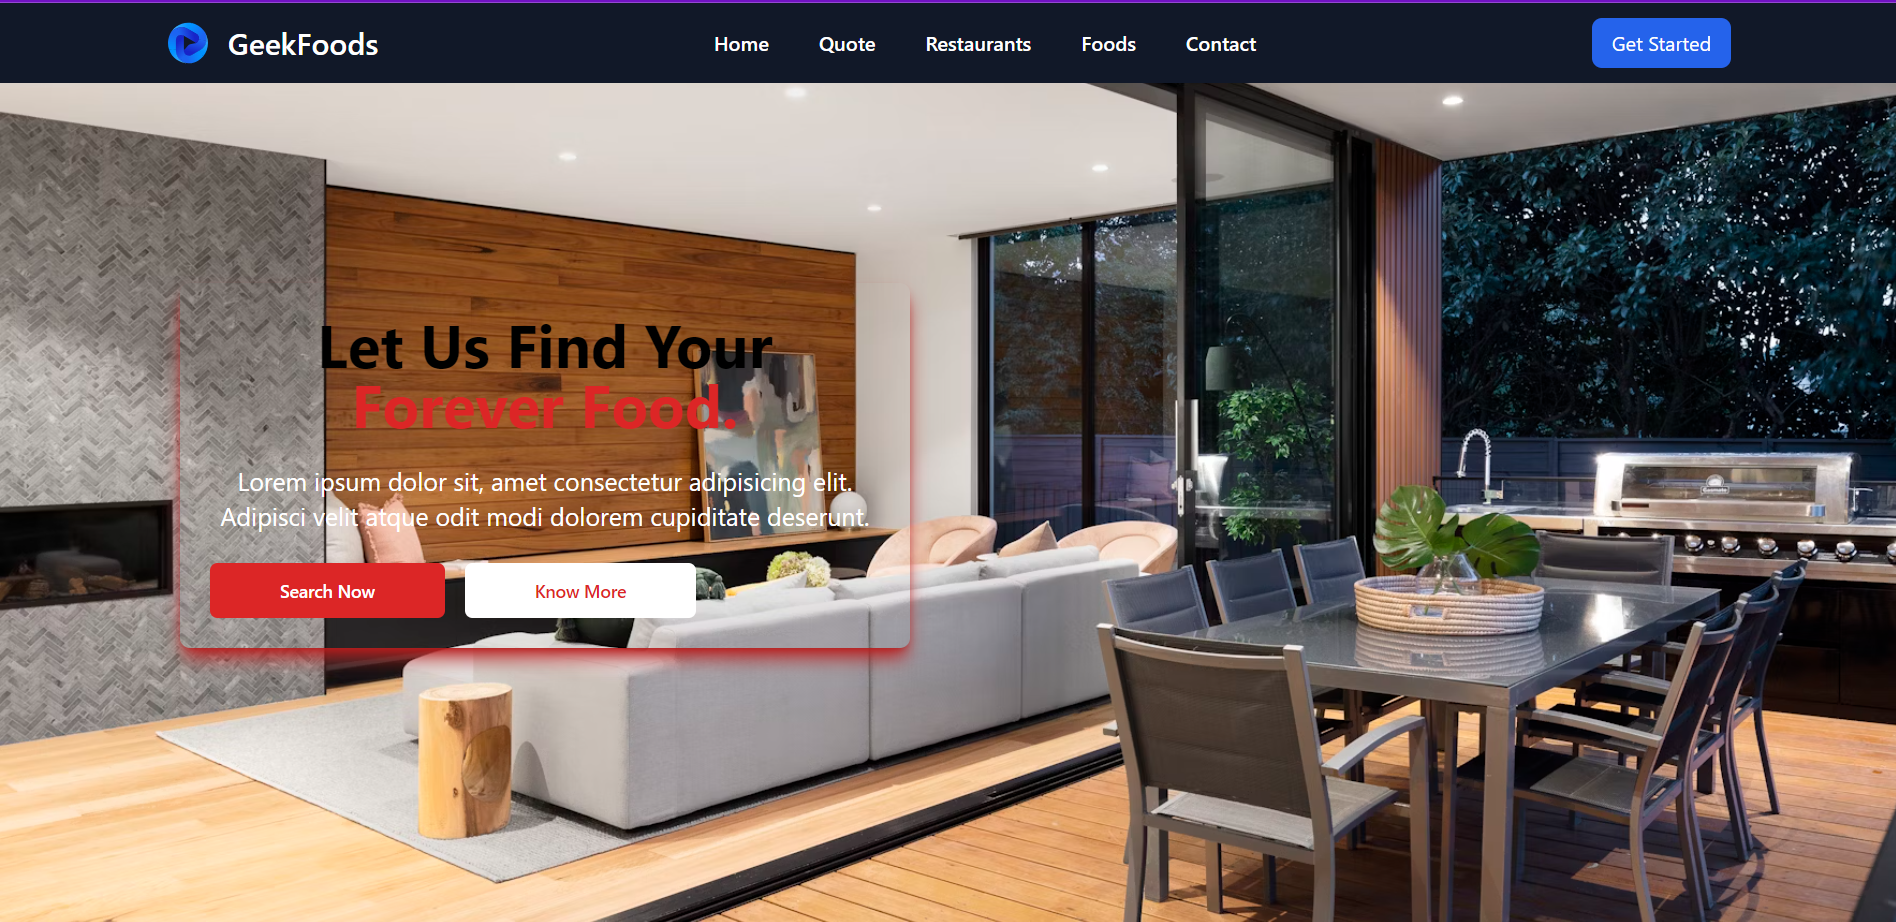 GeekFoods
Home
Quote
Restaurants
Foods
Contact
Get Started
Let Us Find Your
Forever Food.
Lorem ipsum dolor sit, amet consectetur adipisicing elit.
Adipisci velit atque odit modi dolorem cupiditate deserunt.
Search Now
Know More